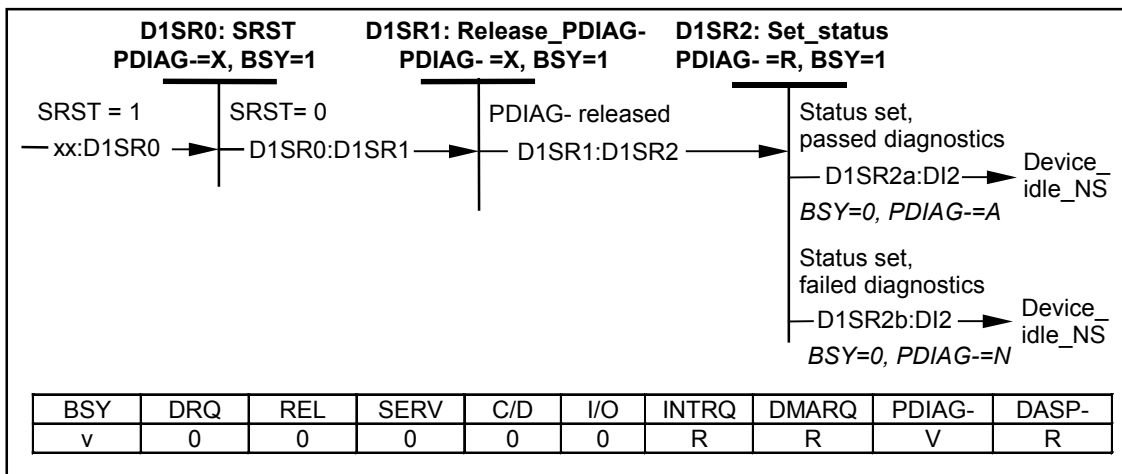 D1SR0: SRST
PDIAG-=X, BSY=1
D1SR1: Release_PDIAG-
PDIAG- =X, BSY=1
D1SR2: Set_status
PDIAG- =R, BSY=1
SRST = 1
xx:D1SR0
SRST= 0
D1SR0:D1SR1
PDIAG- released
D1SR1:D1SR2
Status set,
passed diagnostics
D1SR2a:DI2
BSY=0, PDIAG-=A
Device_
idle_NS
Status set,
failed diagnostics
D1SR2b:DI2
BSY=0, PDIAG-=N
Device_
idle_NS
BSY DRQ REL SERV C/D I/O INTRQ DMARQ PDIAG- DASP-
v 0 0 0 0 0 R R V R